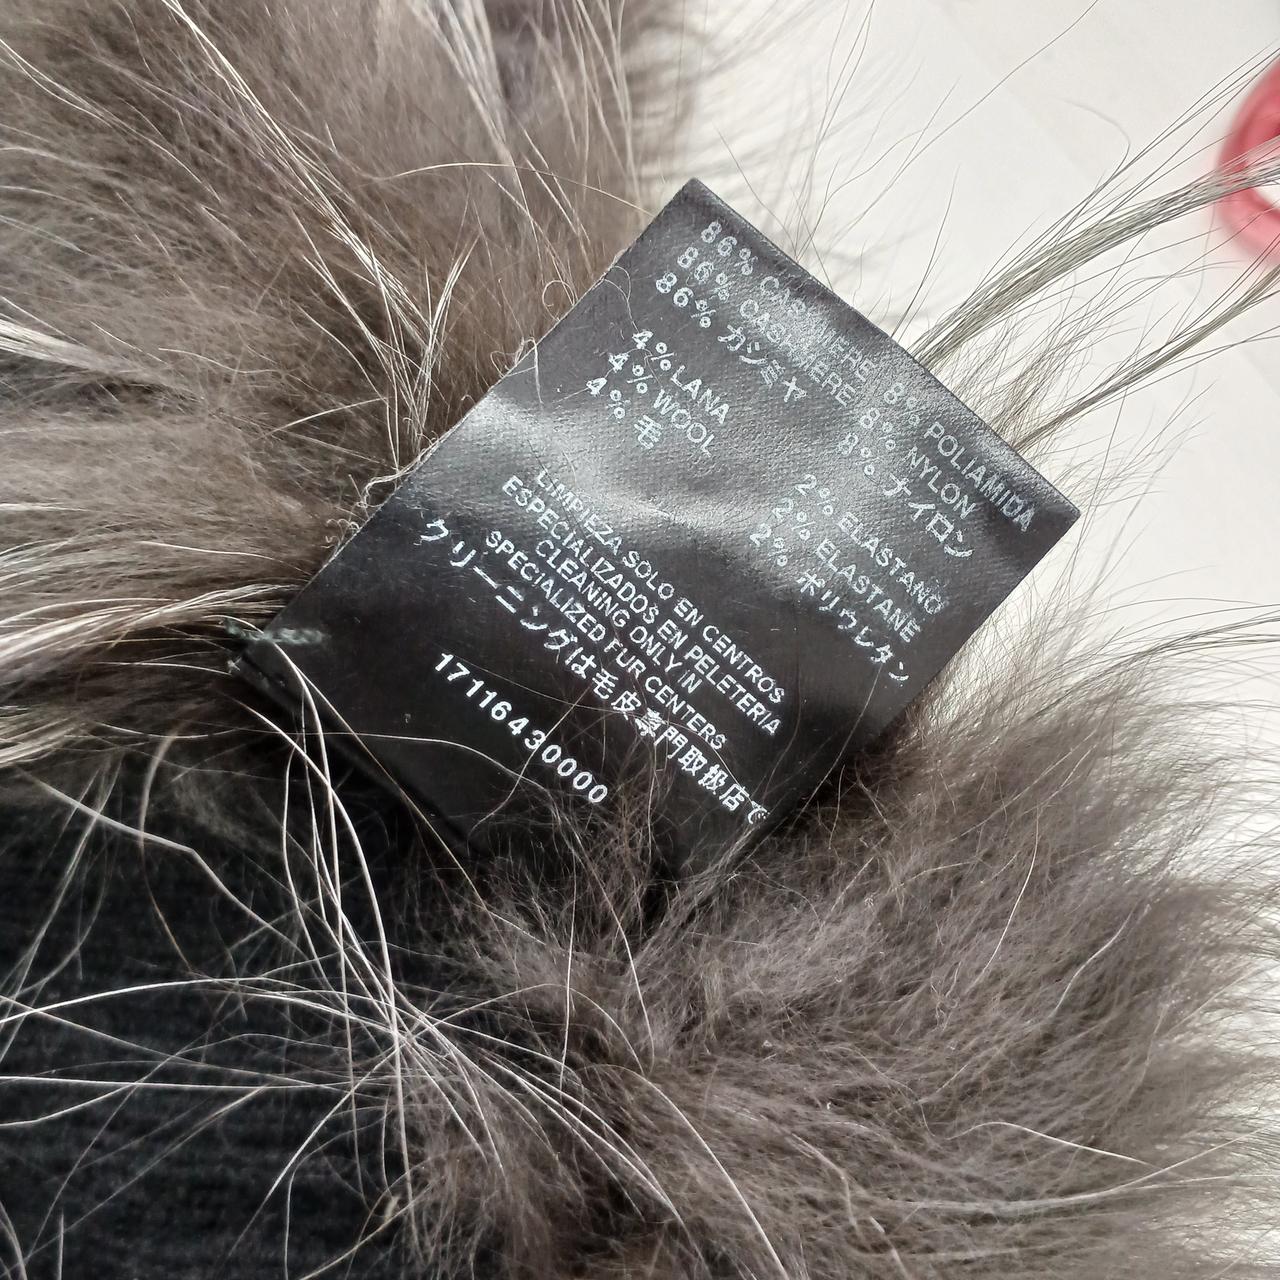 86% CASHMERE 8% POLIAMIDA
86% CASHMERE 8% NYLON
86% カシミヤ 8% ナイロン
4% LANA 2% ELASTANO
4% WOOL 2% ELASTANE
4% 毛 2% ポリウレタン
LIMPIEZA SOLO EN CENTROS
ESPECIALIZADOS EN PELETERIA
CLEANING ONLY IN
SPECIALIZED FUR CENTERS
クリーニングは毛皮専門取扱店で
17116430000